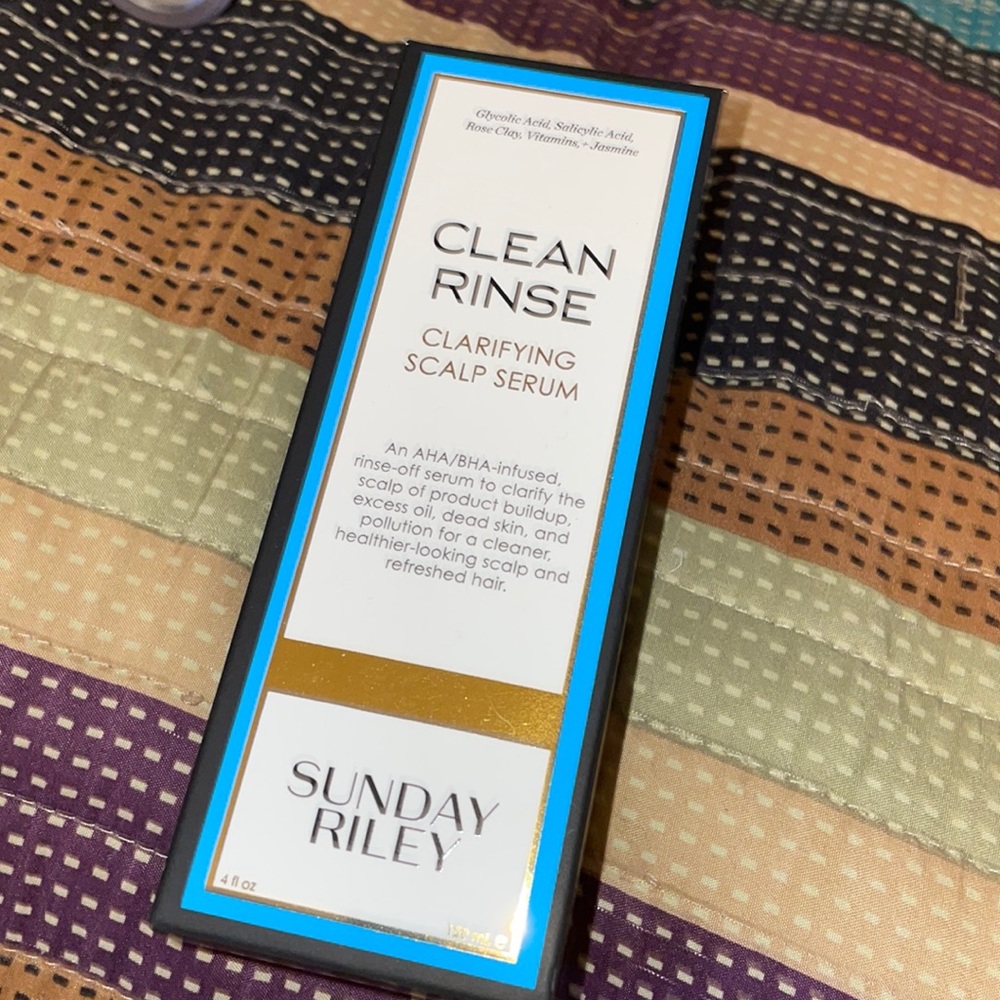 Glycolic Acid, Salicylic Acid,
Rose Clay, Vitamins, + Jasmine
CLEAN
RINSE
CLARIFYING
SCALP SERUM
An AHA/BHA-infused,
rinse-off serum to clarify the
scalp of product buildup,
excess oil, dead skin, and
pollution for a cleaner,
healthier-looking scalp and
refreshed hair.
SUNDAY
RILEY
4 fl oz